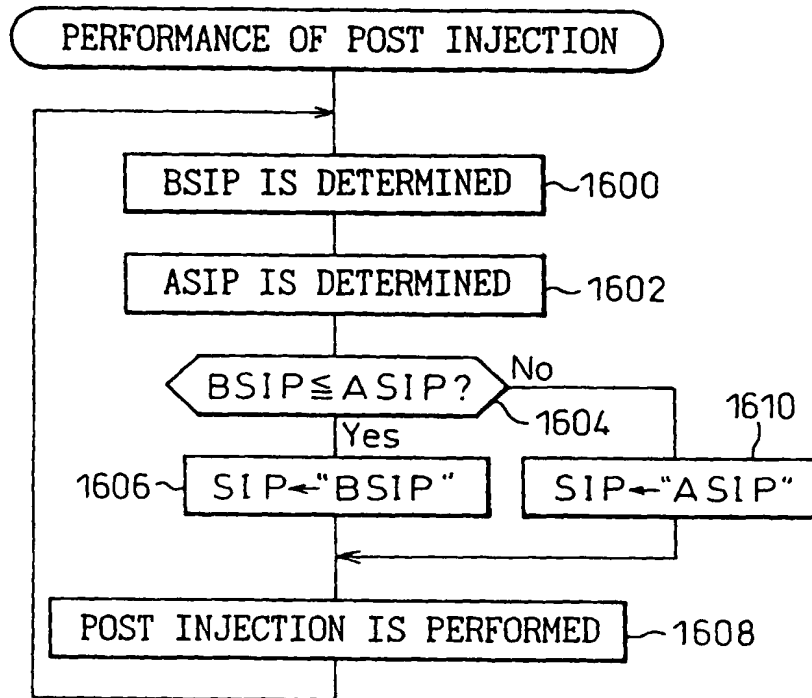 PERFORMANCE OF POST INJECTION
BSIP IS DETERMINED
1600
ASIP IS DETERMINED
1602
BSIP≦ASIP?
No
1604
Yes
1610
1606
SIP←"BSIP"
SIP←"ASIP"
POST INJECTION IS PERFORMED
1608